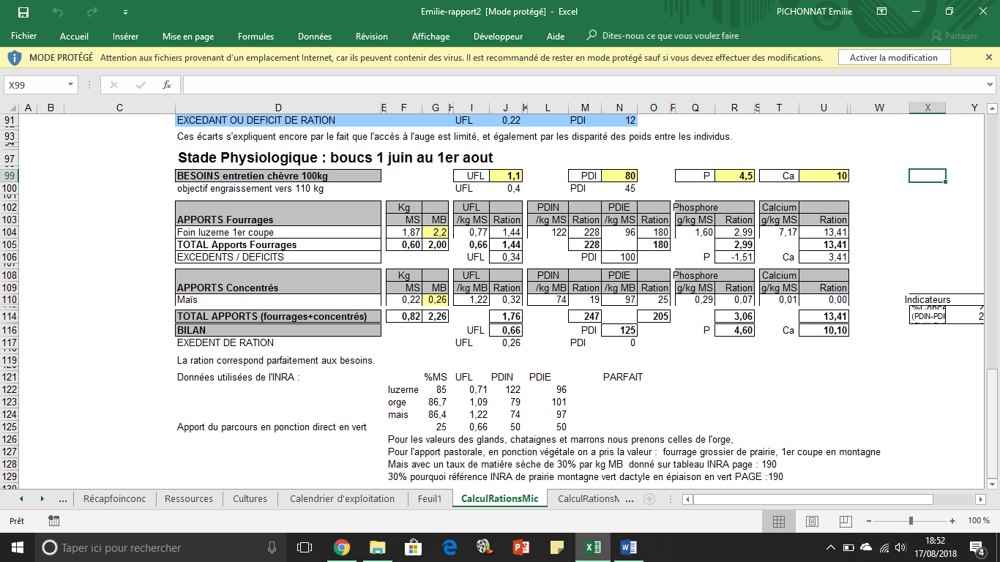 Emilie-rapport2 [Mode protégé] - Excel PICHONNAT Emilie
Fichier Accueil Insérer Mise en page Formules Données Révision Affichage Développeur Aide Dites-nous ce que vous voulez faire Partager
MODE PROTÉGÉ Attention aux fichiers provenant d'un emplacement Internet, car ils peuvent contenir des virus. Il est recommandé de rester en mode protégé sauf si vous devez effectuer des modifications. Activer la modification
X99 fx
A B C D E F G H I J K L M N O P Q R S T U W X Y
91 EXCEDANT OU DEFICIT DE RATION UFL 0,22 PDI 12
93 Ces écarts s'expliquent encore par le fait que l'accès à l'auge est limité, et également par les disparité des poids entre les individus.
97 Stade Physiologique : boucs 1 juin au 1er aout
99 BESOINS entretien chèvre 100kg UFL 1,1 PDI 80 P 4,5 Ca 10
100 objectif engraissement vers 110 kg UFL 0,4 PDI 45
102 Kg UFL PDIN PDIE Phosphore Calcium
103 APPORTS Fourrages MS MB /kg MS Ration /kg MS Ration /kg MS Ration g/kg MS Ration g/kg MS Ration
104 Foin luzerne 1er coupe 1,87 2,2 0,77 1,44 122 228 96 180 1,60 2,99 7,17 13,41
105 TOTAL Apports Fourrages 0,60 2,00 0,66 1,44 228 180 2,99 13,41
106 EXCEDENTS / DEFICITS UFL 0,34 PDI 100 P -1,51 Ca 3,41
108 Kg UFL PDIN PDIE Phosphore Calcium
109 APPORTS Concentrés MS MB /kg MB Ration /kg MB Ration /kg MB Ration g/kg MS Ration g/kg MS Ration
110 Maïs 0,22 0,26 1,22 0,32 74 19 97 25 0,29 0,07 0,01 0,00 Indicateurs
114 TOTAL APPORTS (fourrages+concentrés) 0,82 2,26 1,76 247 205 3,06 13,41 (PDIN-PDI 2
116 BILAN UFL 0,66 PDI 125 P 4,60 Ca 10,10
117 EXEDENT DE RATION UFL 0,26 PDI 0
119 La ration correspond parfaitement aux besoins.
121 Données utilisées de l'INRA : %MS UFL PDIN PDIE PARFAIT
122 luzerne 85 0,71 122 96
123 orge 86,7 1,09 79 101
124 mais 86,4 1,22 74 97
125 Apport du parcours en ponction direct en vert 25 0,66 50 50
126 Pour les valeurs des glands, chataignes et marrons nous prenons celles de l'orge,
127 Pour l'apport pastorale, en ponction végétale on a pris la valeur : fourrage grossier de prairie, 1er coupe en montagne
128 Mais avec un taux de matière sèche de 30% par kg MB donné sur tableau INRA page : 190
129 30% pourquoi référence INRA de prairie montagne vert dactyle en épiaison en vert PAGE :190
... Récapfoinconc Ressources Cultures Calendrier d'exploitation Feuil1 CalculRationsMic CalculRationsN ...
Prêt 100 %
Taper ici pour rechercher 18:52
17/08/2018 4